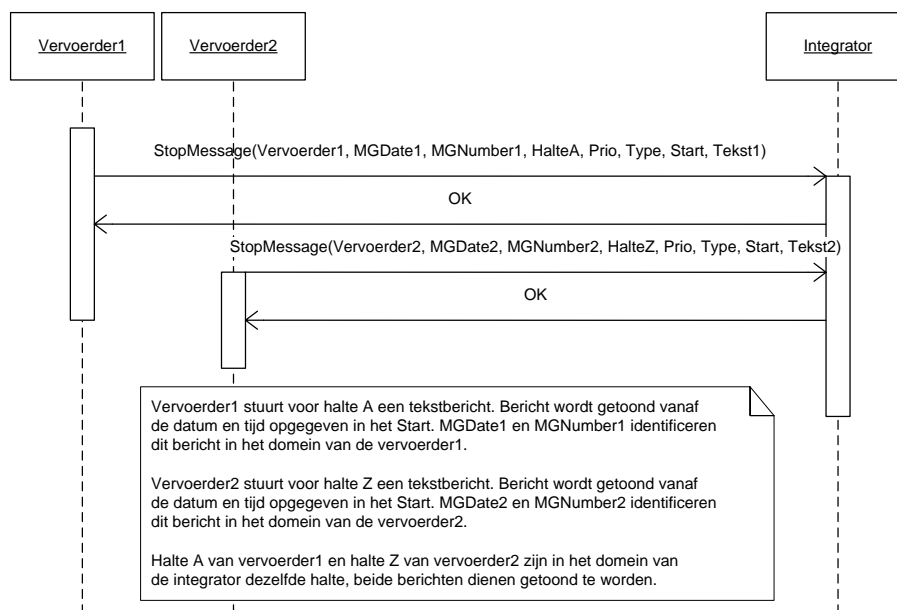 Vervoerder1
Vervoerder2
Integrator
StopMessage(Vervoerder1, MGDate1, MGNumber1, HalteA, Prio, Type, Start, Tekst1)
OK
StopMessage(Vervoerder2, MGDate2, MGNumber2, HalteZ, Prio, Type, Start, Tekst2)
OK
Vervoerder1 stuurt voor halte A een tekstbericht. Bericht wordt getoond vanaf
de datum en tijd opgegeven in het Start. MGDate1 en MGNumber1 identificeren
dit bericht in het domein van de vervoerder1.
Vervoerder2 stuurt voor halte Z een tekstbericht. Bericht wordt getoond vanaf
de datum en tijd opgegeven in het Start. MGDate2 en MGNumber2 identificeren
dit bericht in het domein van de vervoerder2.
Halte A van vervoerder1 en halte Z van vervoerder2 zijn in het domein van
de integrator dezelfde halte, beide berichten dienen getoond te worden.